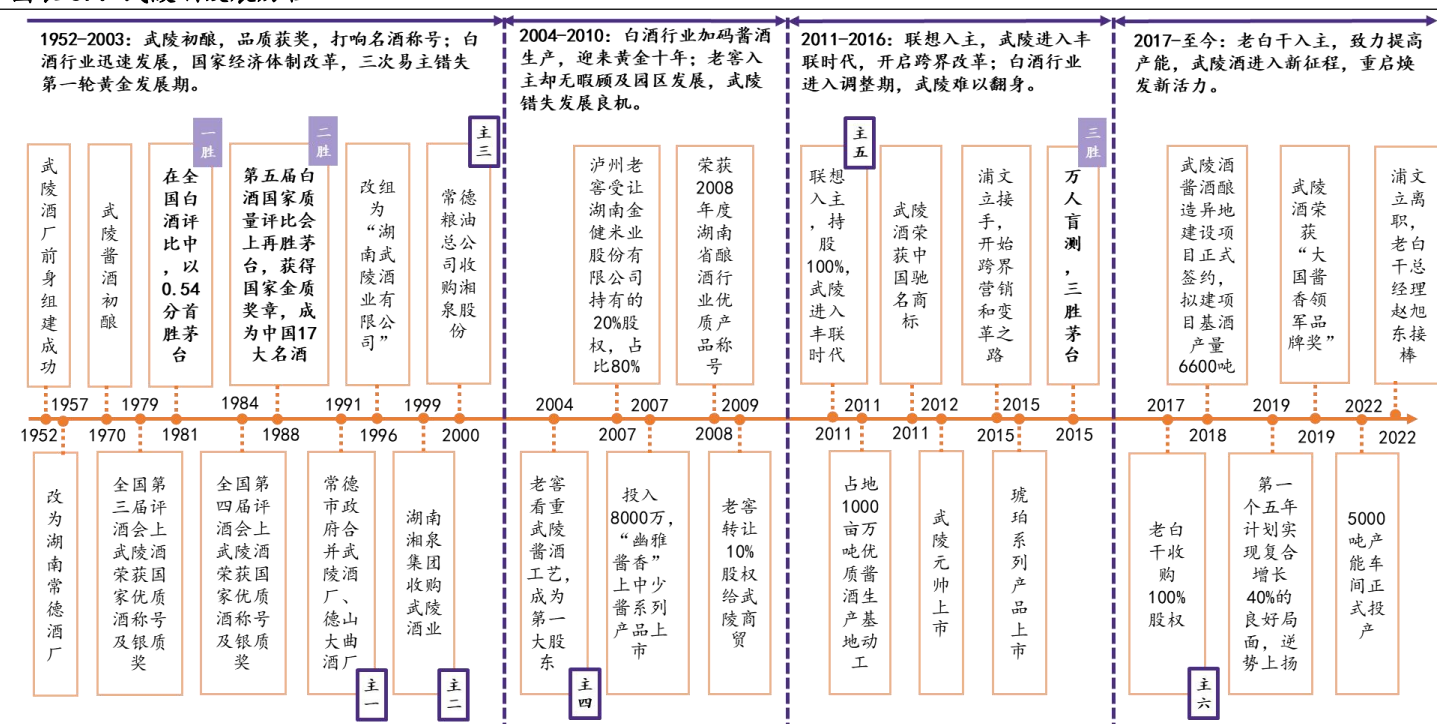 1952-2003：武陵初酿，品质获奖，打响名酒称号；白
酒行业迅速发展，国家经济体制改革，三次易主错失
第一轮黄金发展期。
2004-2010：白酒行业加码酱酒
生产，迎来黄金十年；老窖入
主却无暇顾及园区发展，武陵
错失发展良机。
2011-2016：联想入主，武陵进入丰
联时代，开启跨界改革；白酒行业
进入调整期，武陵难以翻身。
2017-至今：老白干入主，致力提高
产能，武陵酒进入新征程，重启焕
发新活力。
武
陵
酒
厂
前
身
组
建
成
功
武
陵
酱
酒
初
酿
一
胜
在全
国白
酒评
比中
，以
0.54
分首
胜茅
台
二
胜
第五届白
酒国家质
量评比会
上再胜茅
台，获得
国家金质
奖章，成
为中国17
大名酒
改组
为
“湖
南武
陵酒
业有
限公
司”
主
三
常德
粮油
总公
司收
购湘
泉股
份
泸州老
窖受让
湖南金
健米业
股份有
限公司
持有的
20%股
权，占
比80%
荣获
2008
年度
湖南
省酿
酒行
业优
质产
品称
号
主
五
联想
入主
，持
股
100%，
武陵
进入
丰联
时代
武陵
酒荣
获中
国驰
名商
标
浦文
立接
手，
开始
跨界
营销
和变
革之
路
三
胜
万
人
盲
测
，
三
胜
茅
台
武陵酒
酱酒酿
造异地
建设项
目正式
签约，
拟建项
目基酒
产量
6600吨
武陵
酒荣
获
“大
国酱
香领
军品
牌奖”
浦文
立离
职，
老白
干总
经理
赵旭
东接
棒
1957
1979
1984
1991
1999
2004
2007
2009
2011
2012
2015
2017
2019
2022
1952
1970
1981
1988
1996
2000
2007
2008
2011
2011
2015
2015
2018
2019
2022
改
为
湖
南
常
德
酒
厂
全国第
三届评
酒会上
武陵酒
荣获国
家优质
酒称号
及银质
奖
全国第
四届评
酒会上
武陵酒
荣获国
家优质
酒称号
及银质
奖
常德
市政
府合
并武
陵酒
厂、
德山
大曲
酒厂
主
一
湖南
湘泉
集团
收购
武陵
酒业
主
二
老窖
看重
武陵
酱酒
工艺，
成为
第一
大股
东
主
四
投入
8000万，
“幽雅
酱香”
上中少
酱系列
产品上
市
老窖
转让
10%
股权
给武
陵商
贸
占地
1000
亩万
吨优
质酱
酒生
产基
地动
工
武
陵
元
帅
上
市
琥
珀
系
列
产
品
上
市
老白
干收
购
100%
股权
主
六
第一
个五年
计划实
现复合
增长
40%的
良好局
面，逆
势上扬
5000
吨产
能车
间正
式投
产